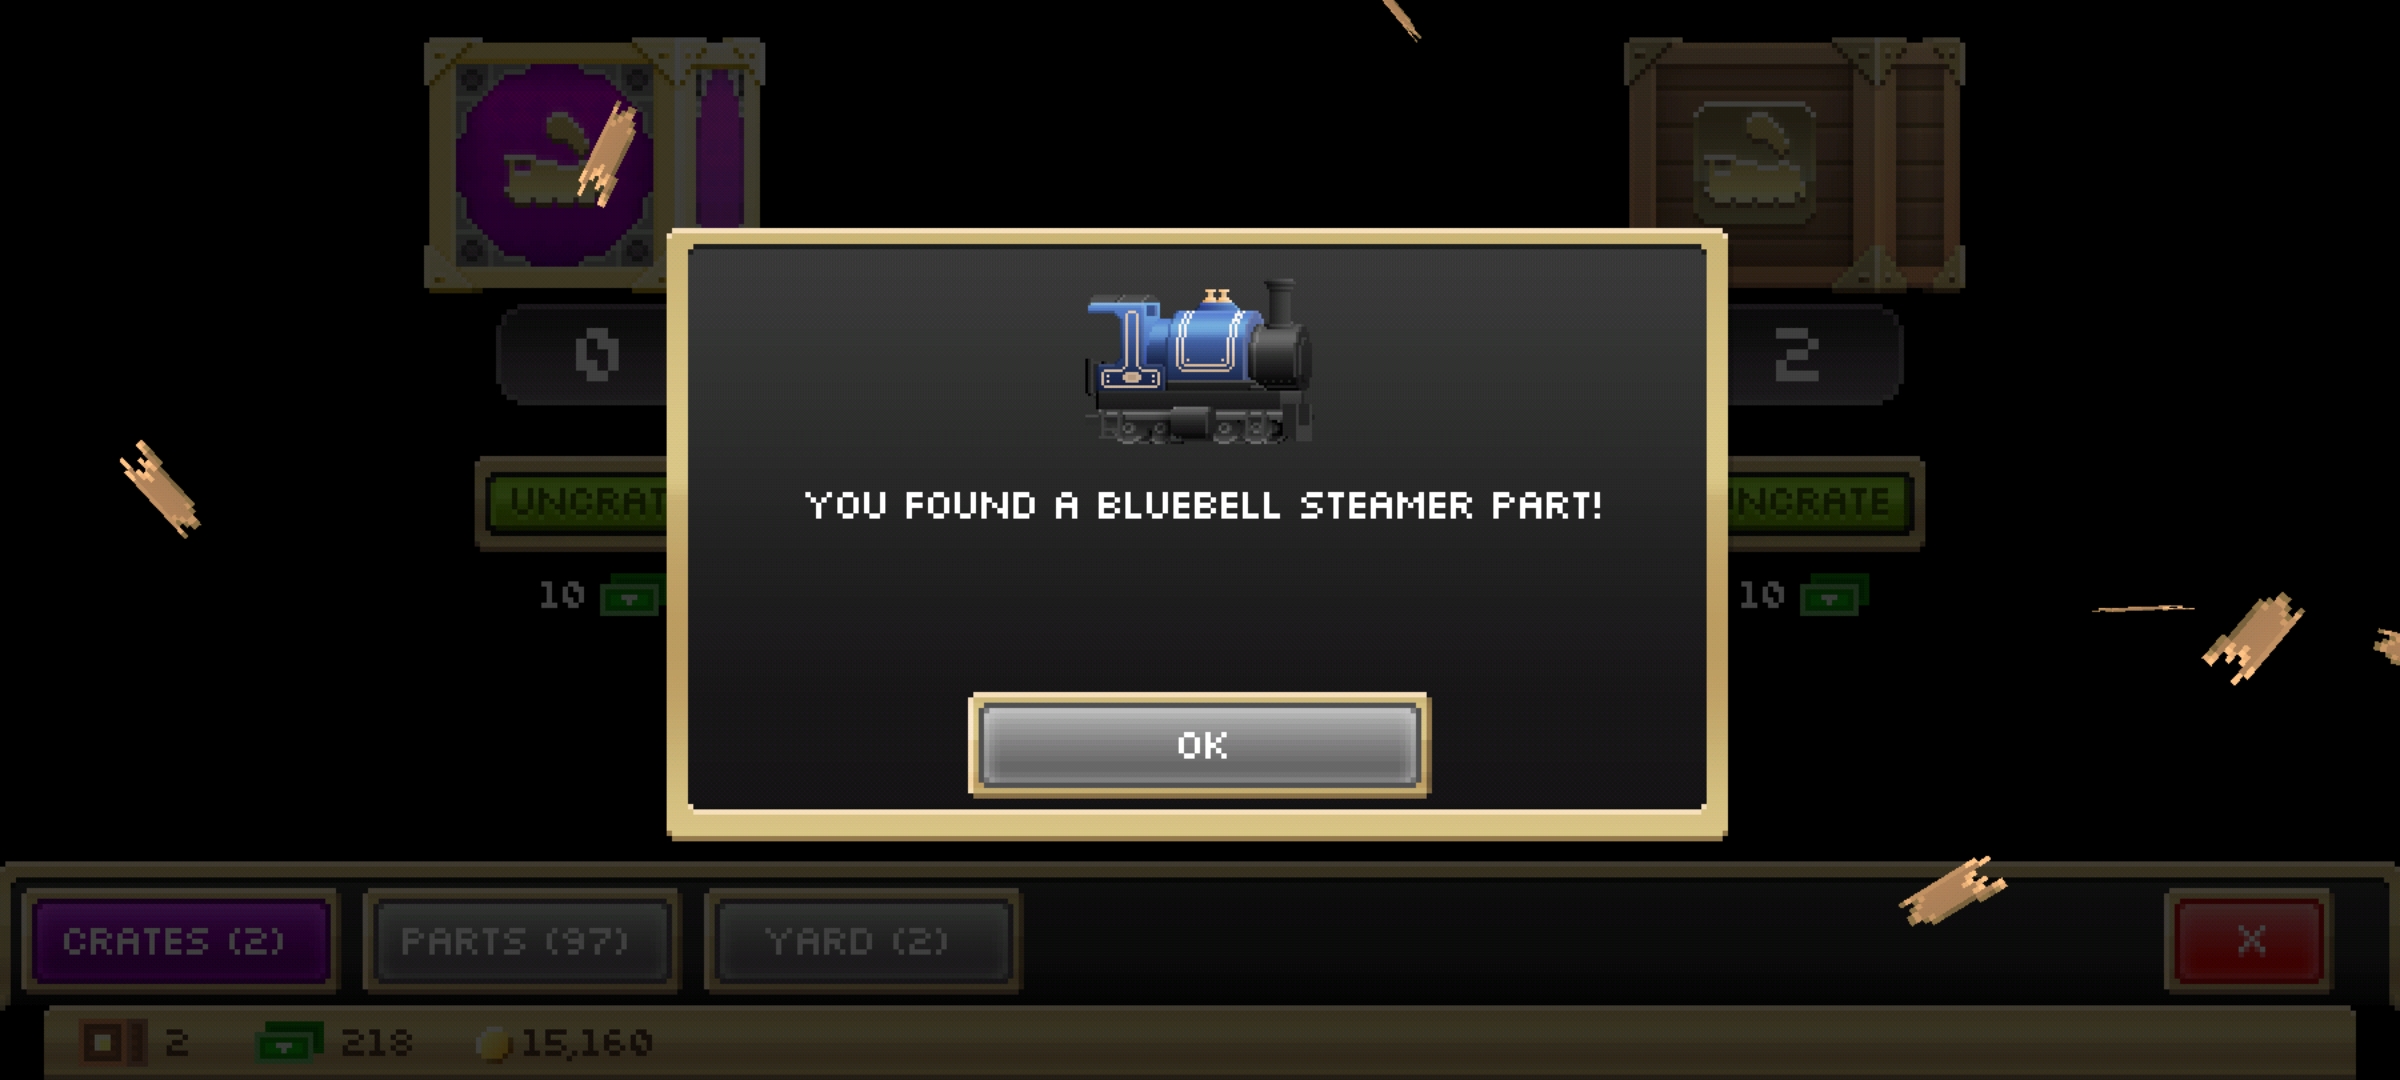 0
2
YOU FOUND A BLUEBELL STEAMER PART!
UNCRAT
NCRATE
10
10
OK
CRATES (2)
PARTS (97)
YARD (2)
X
2
218
15,160